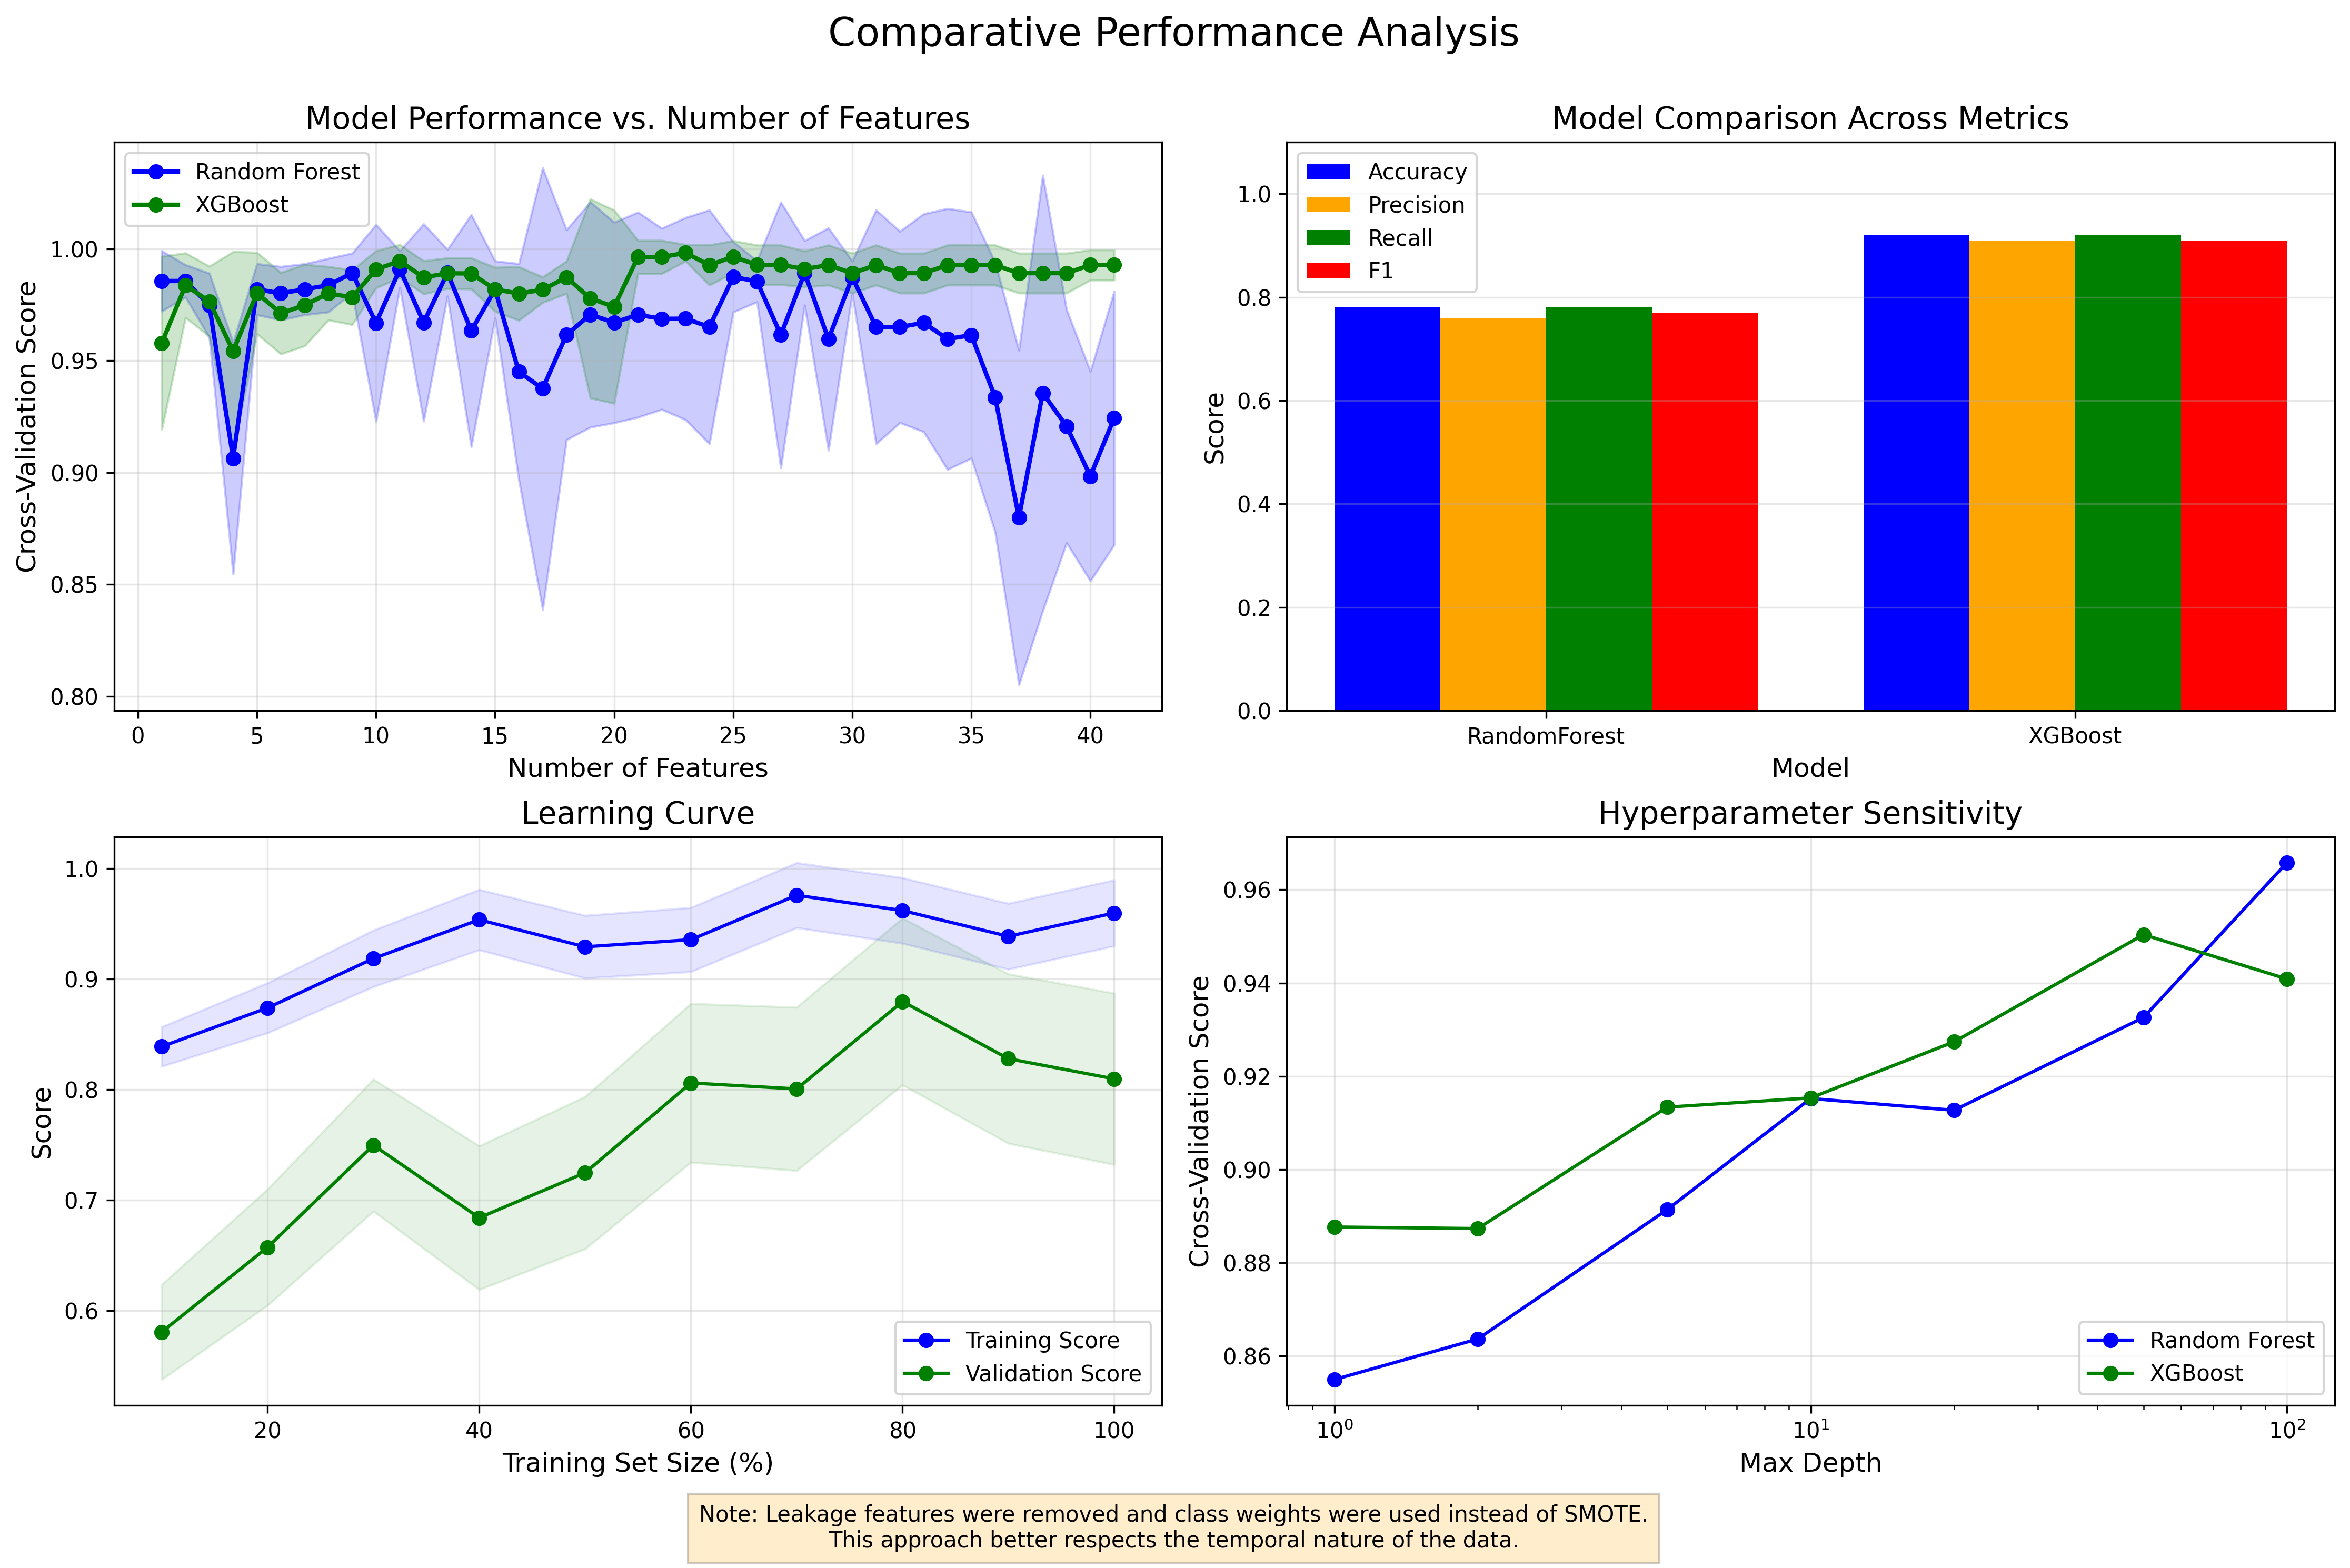 Comparative Performance Analysis
Model Performance vs. Number of Features
Random Forest
XGBoost
Cross-Validation Score
1.00
0.95
0.90
0.85
0.80
0 5 10 15 20 25 30 35 40
Number of Features
Model Comparison Across Metrics
Accuracy
Precision
Recall
F1
Score
1.0
0.8
0.6
0.4
0.2
0.0
RandomForest XGBoost
Model
Learning Curve
Score
1.0
0.9
0.8
0.7
0.6
Training Score
Validation Score
20 40 60 80 100
Training Set Size (%)
Hyperparameter Sensitivity
Cross-Validation Score
0.96
0.94
0.92
0.90
0.88
0.86
Random Forest
XGBoost
10⁰ 10¹ 10²
Max Depth
Note: Leakage features were removed and class weights were used instead of SMOTE.
This approach better respects the temporal nature of the data.